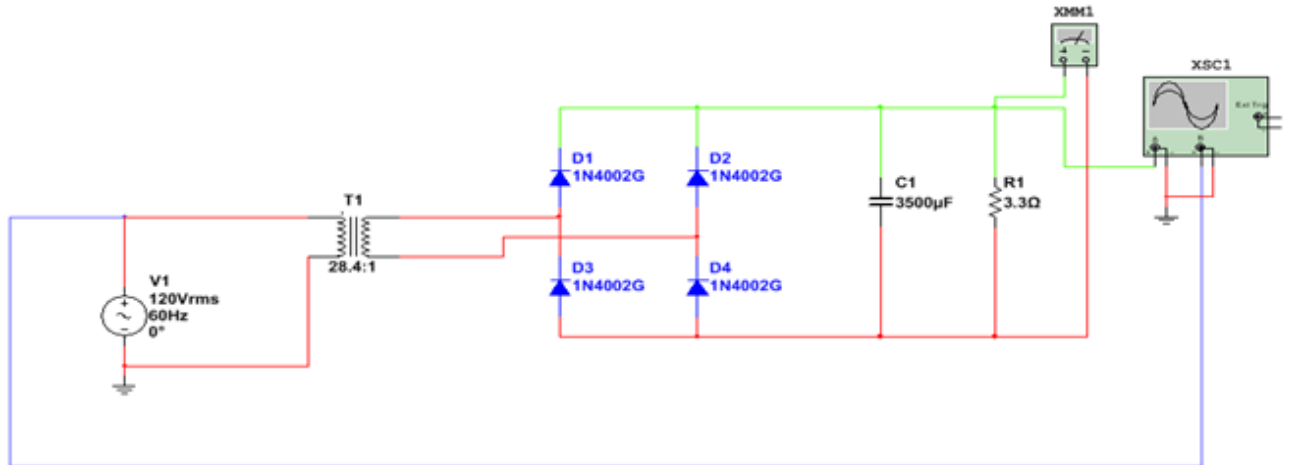 XMM1
XSC1
Ext Trig
D1
1N4002G
D2
1N4002G
T1
28.4:1
C1
3500µF
R1
3.3Ω
V1
120Vrms
60Hz
0°
D3
1N4002G
D4
1N4002G